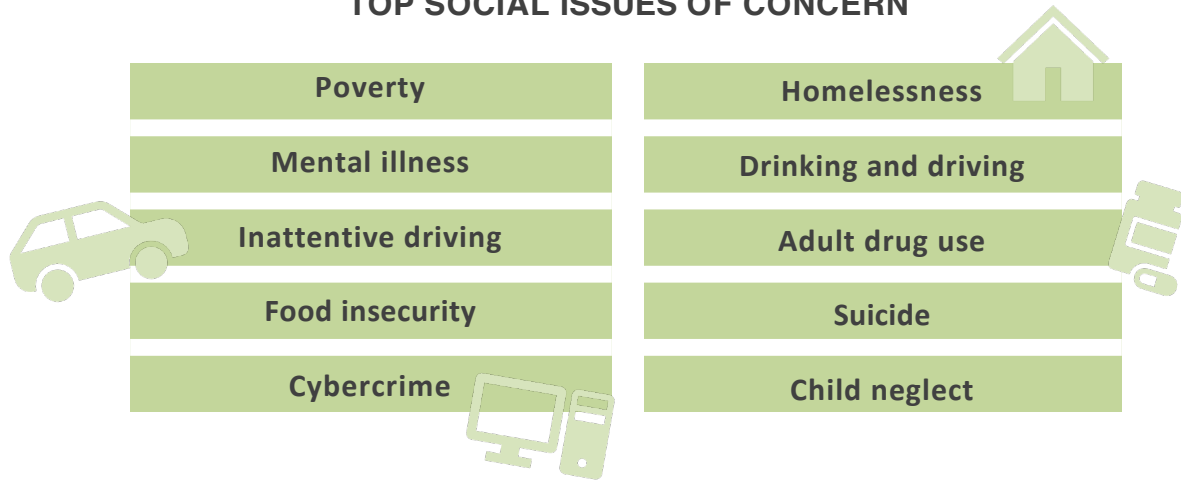 TOP SOCIAL ISSUES OF CONCERN
Poverty
Mental illness
Inattentive driving
Food insecurity
Cybercrime
Homelessness
Drinking and driving
Adult drug use
Suicide
Child neglect